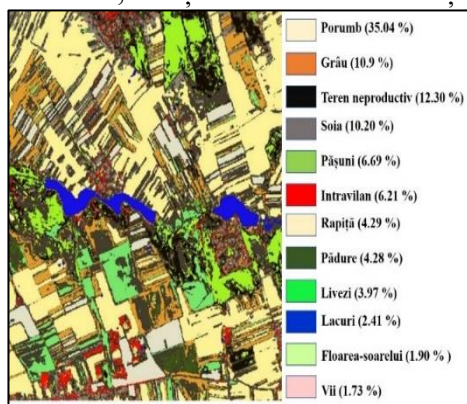 Porumb (35.04 %)
Grâu (10.9 %)
Teren neproductiv (12.30 %)
Soia (10.20 %)
Pășuni (6.69 %)
Intravilan (6.21 %)
Rapiță (4.29 %)
Pădure (4.28 %)
Livezi (3.97 %)
Lacuri (2.41 %)
Floarea-soarelui (1.90 % )
Vii (1.73 %)